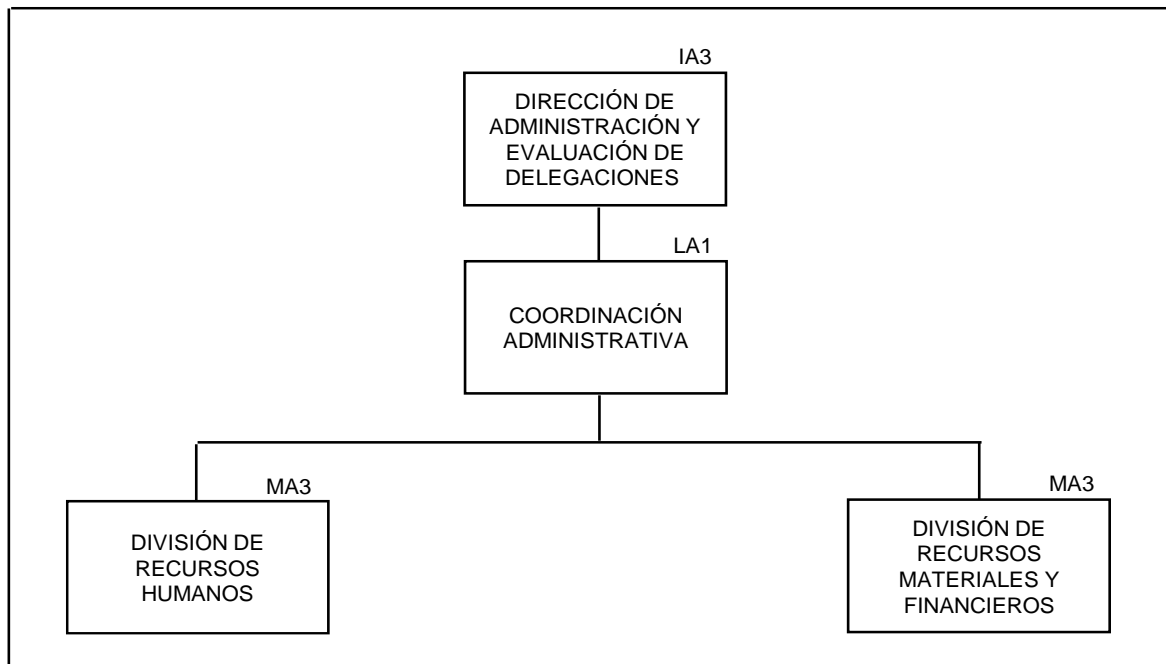 IA3
DIRECCIÓN DE
ADMINISTRACIÓN Y
EVALUACIÓN DE
DELEGACIONES
LA1
COORDINACIÓN
ADMINISTRATIVA
MA3
DIVISIÓN DE
RECURSOS
HUMANOS
MA3
DIVISIÓN DE
RECURSOS
MATERIALES Y
FINANCIEROS